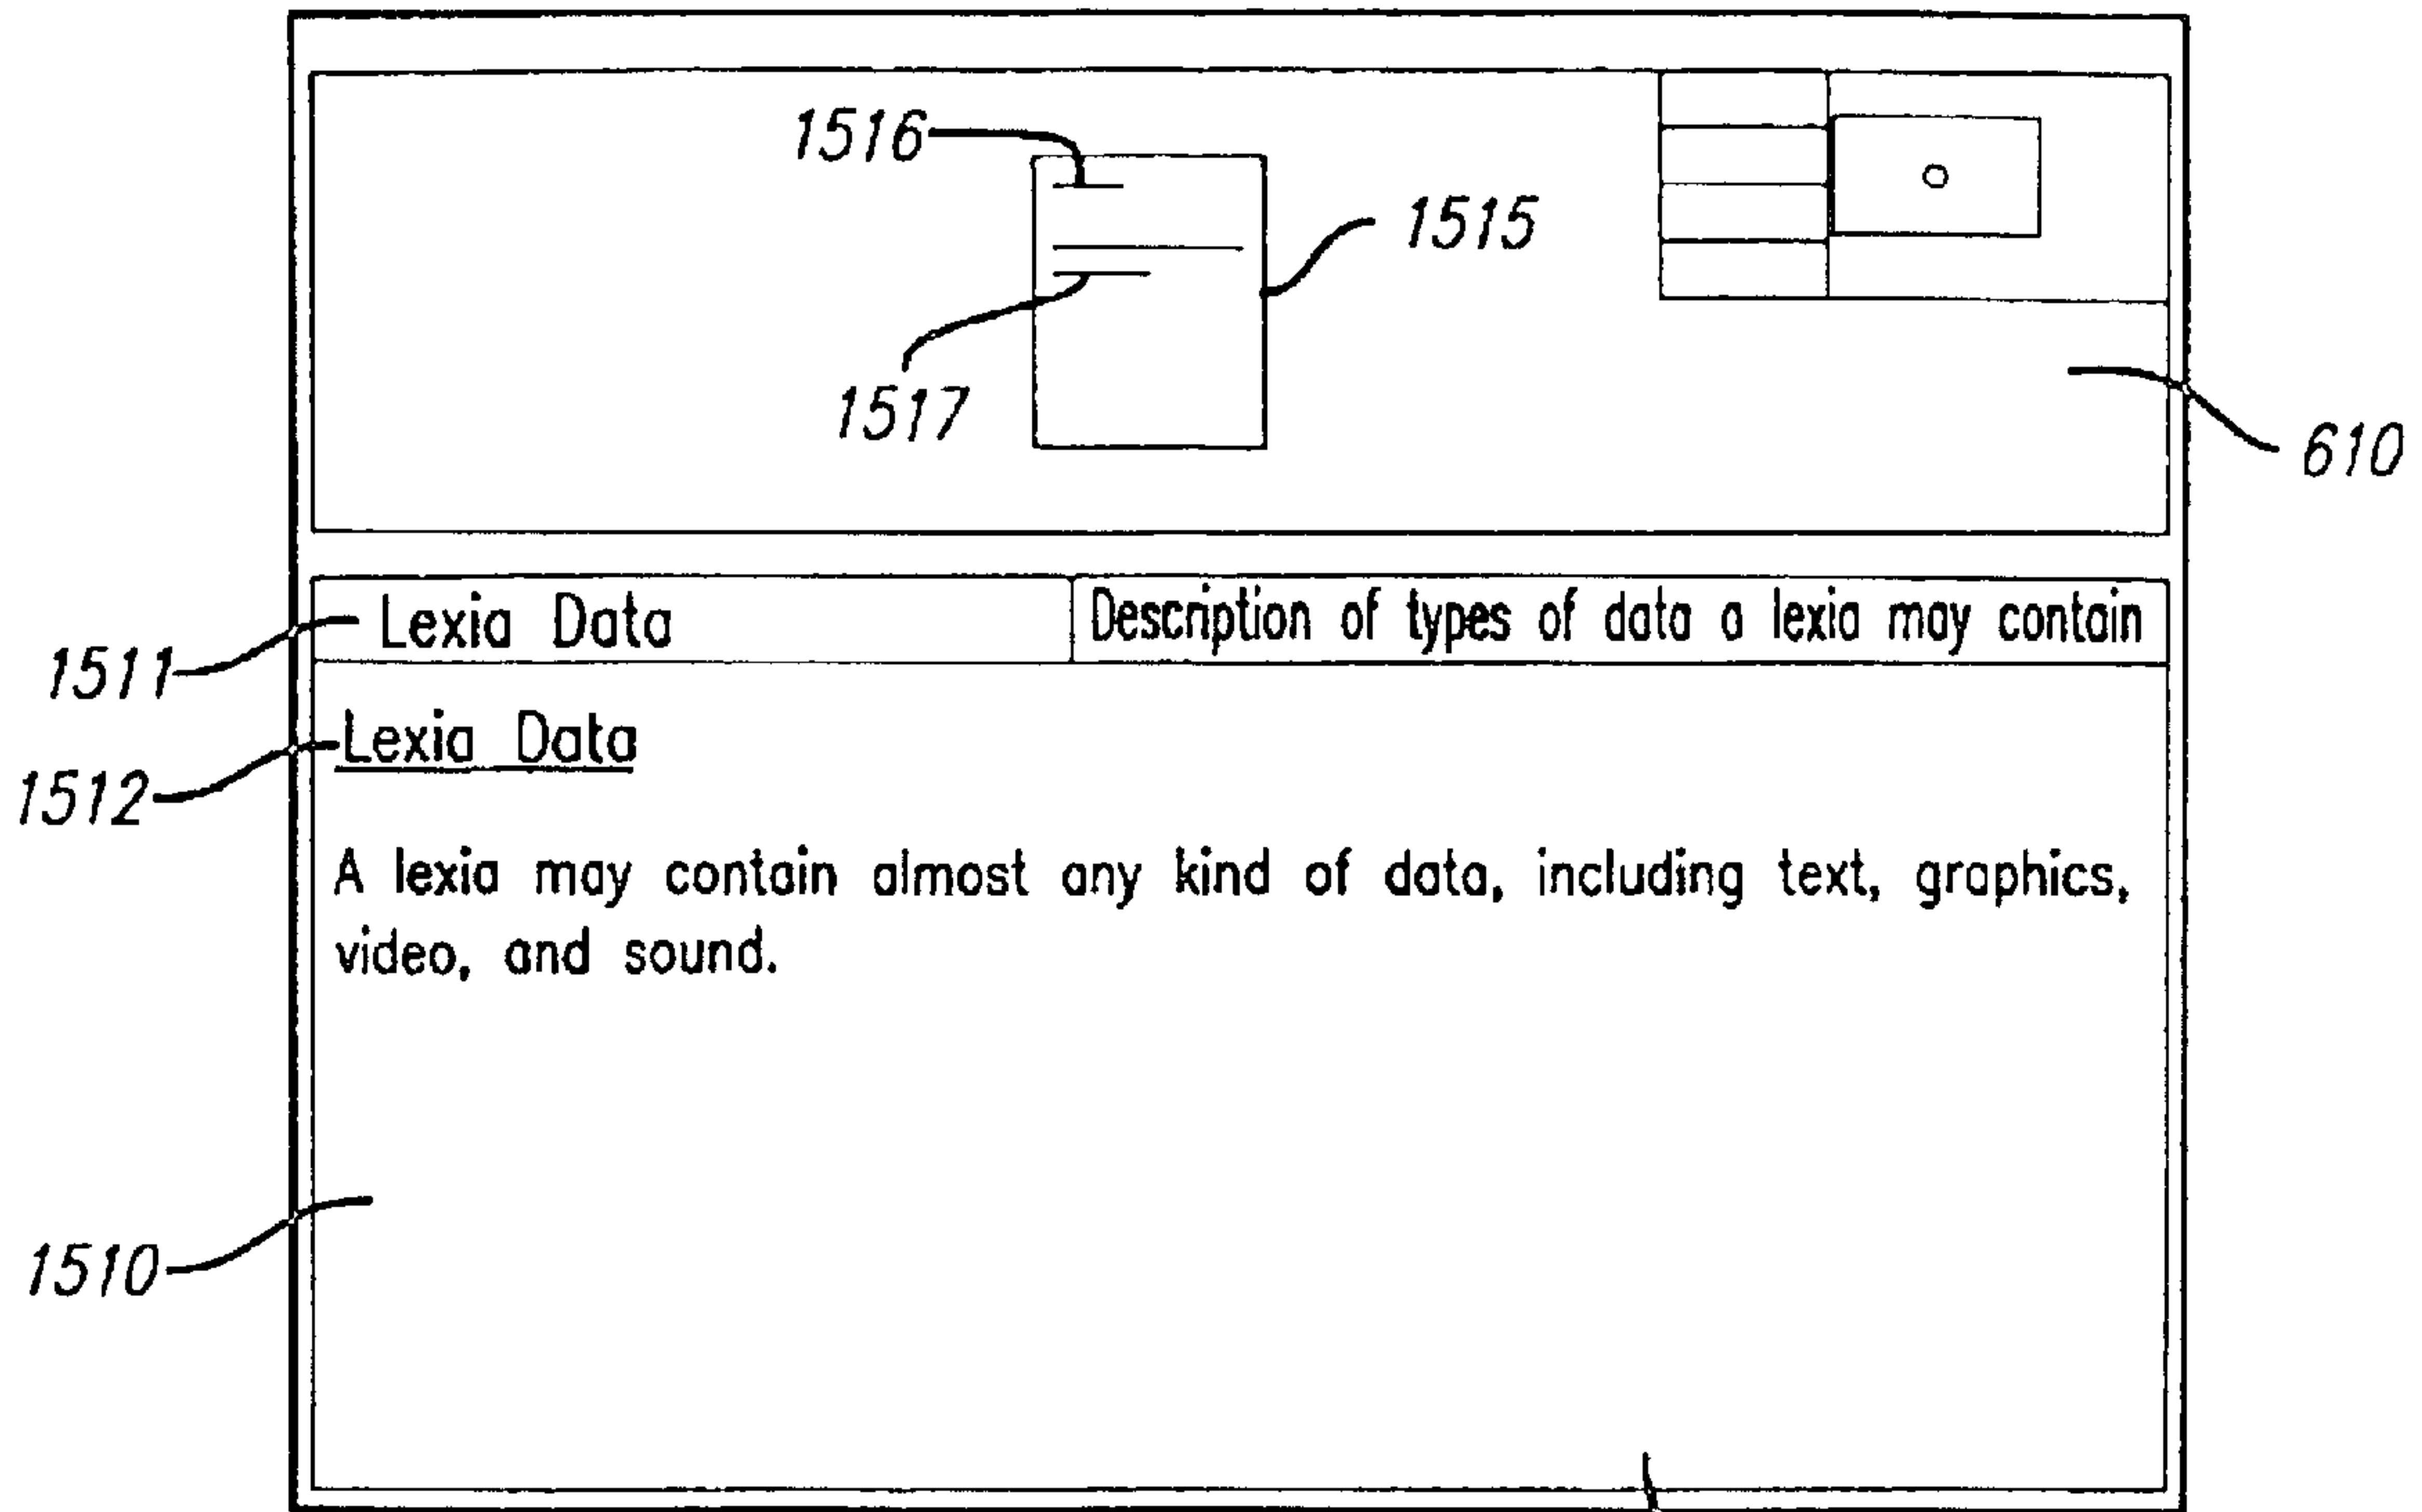 1516
1515
1517
610
Lexia Data Description of types of data a lexia may contain
1511
Lexia Data
1512
A lexia may contain almost any kind of data, including text, graphics,
video, and sound.
1510